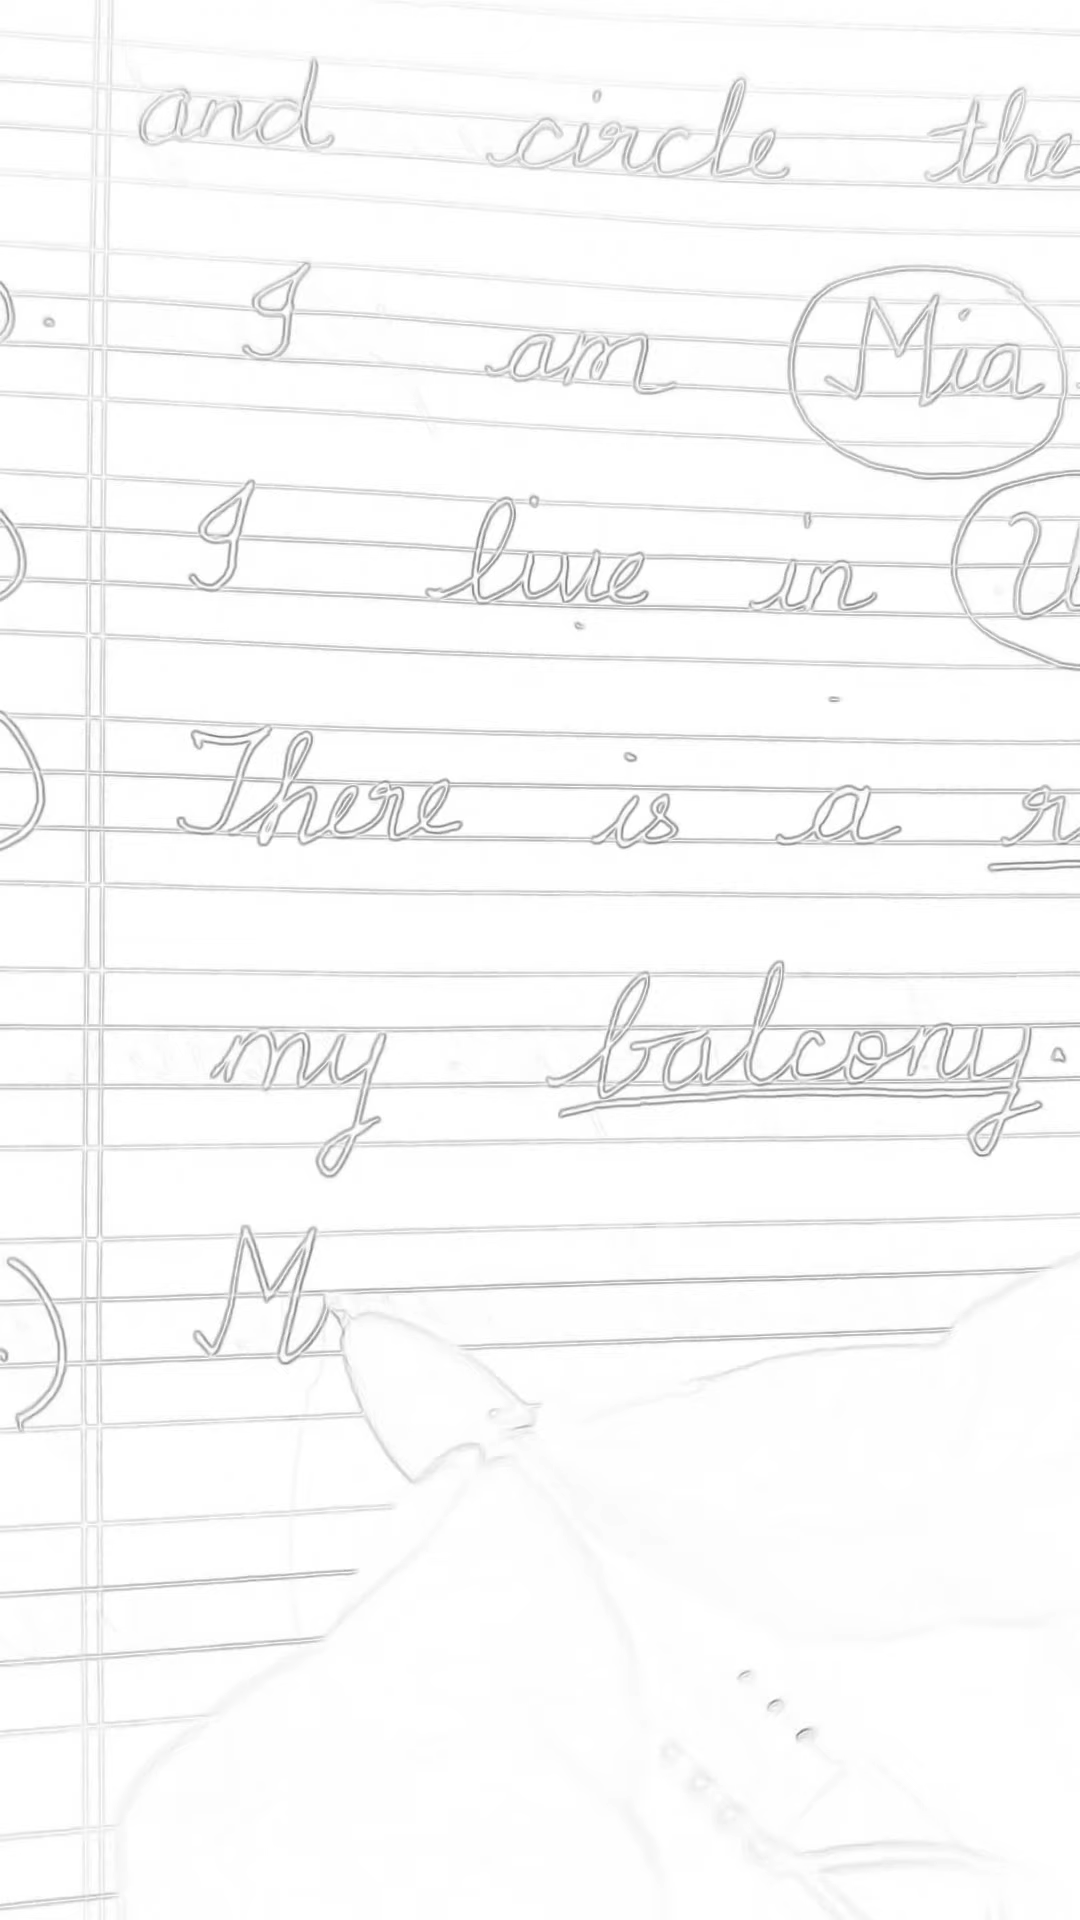 and circle the
I am Mia.
I live in
There is a
my balcony.
M